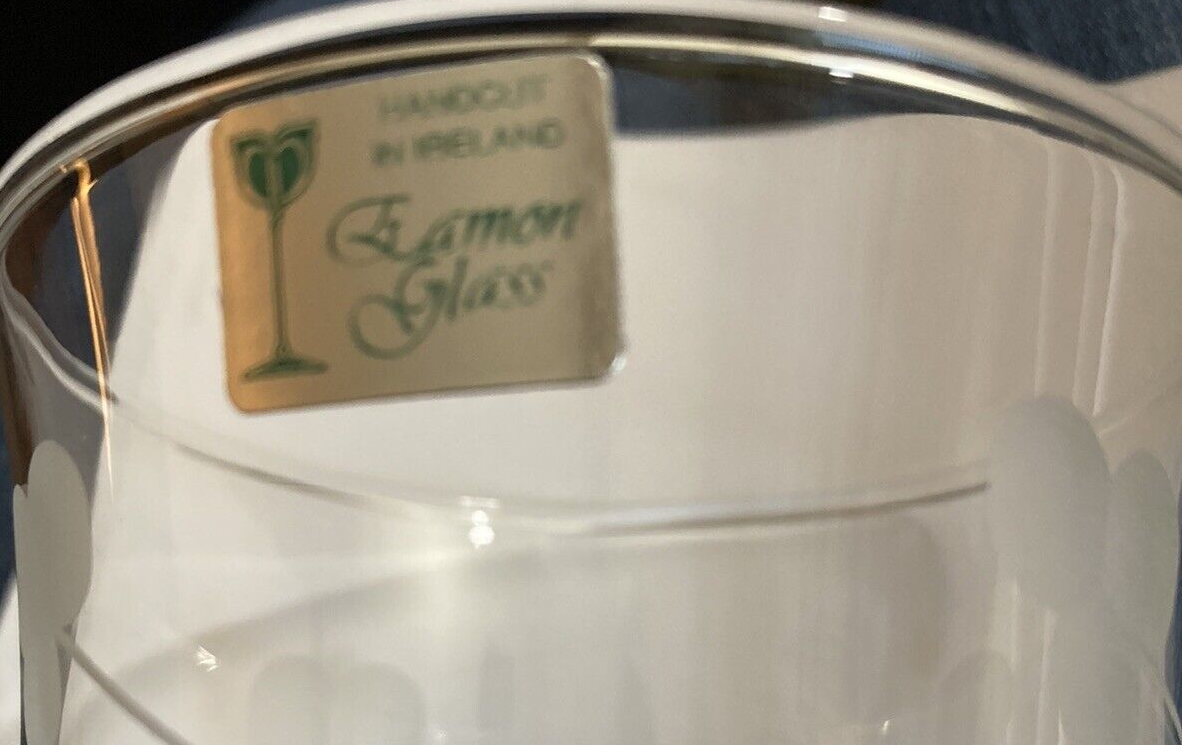 HANDCUT
IN IRELAND
Eamon
Glass